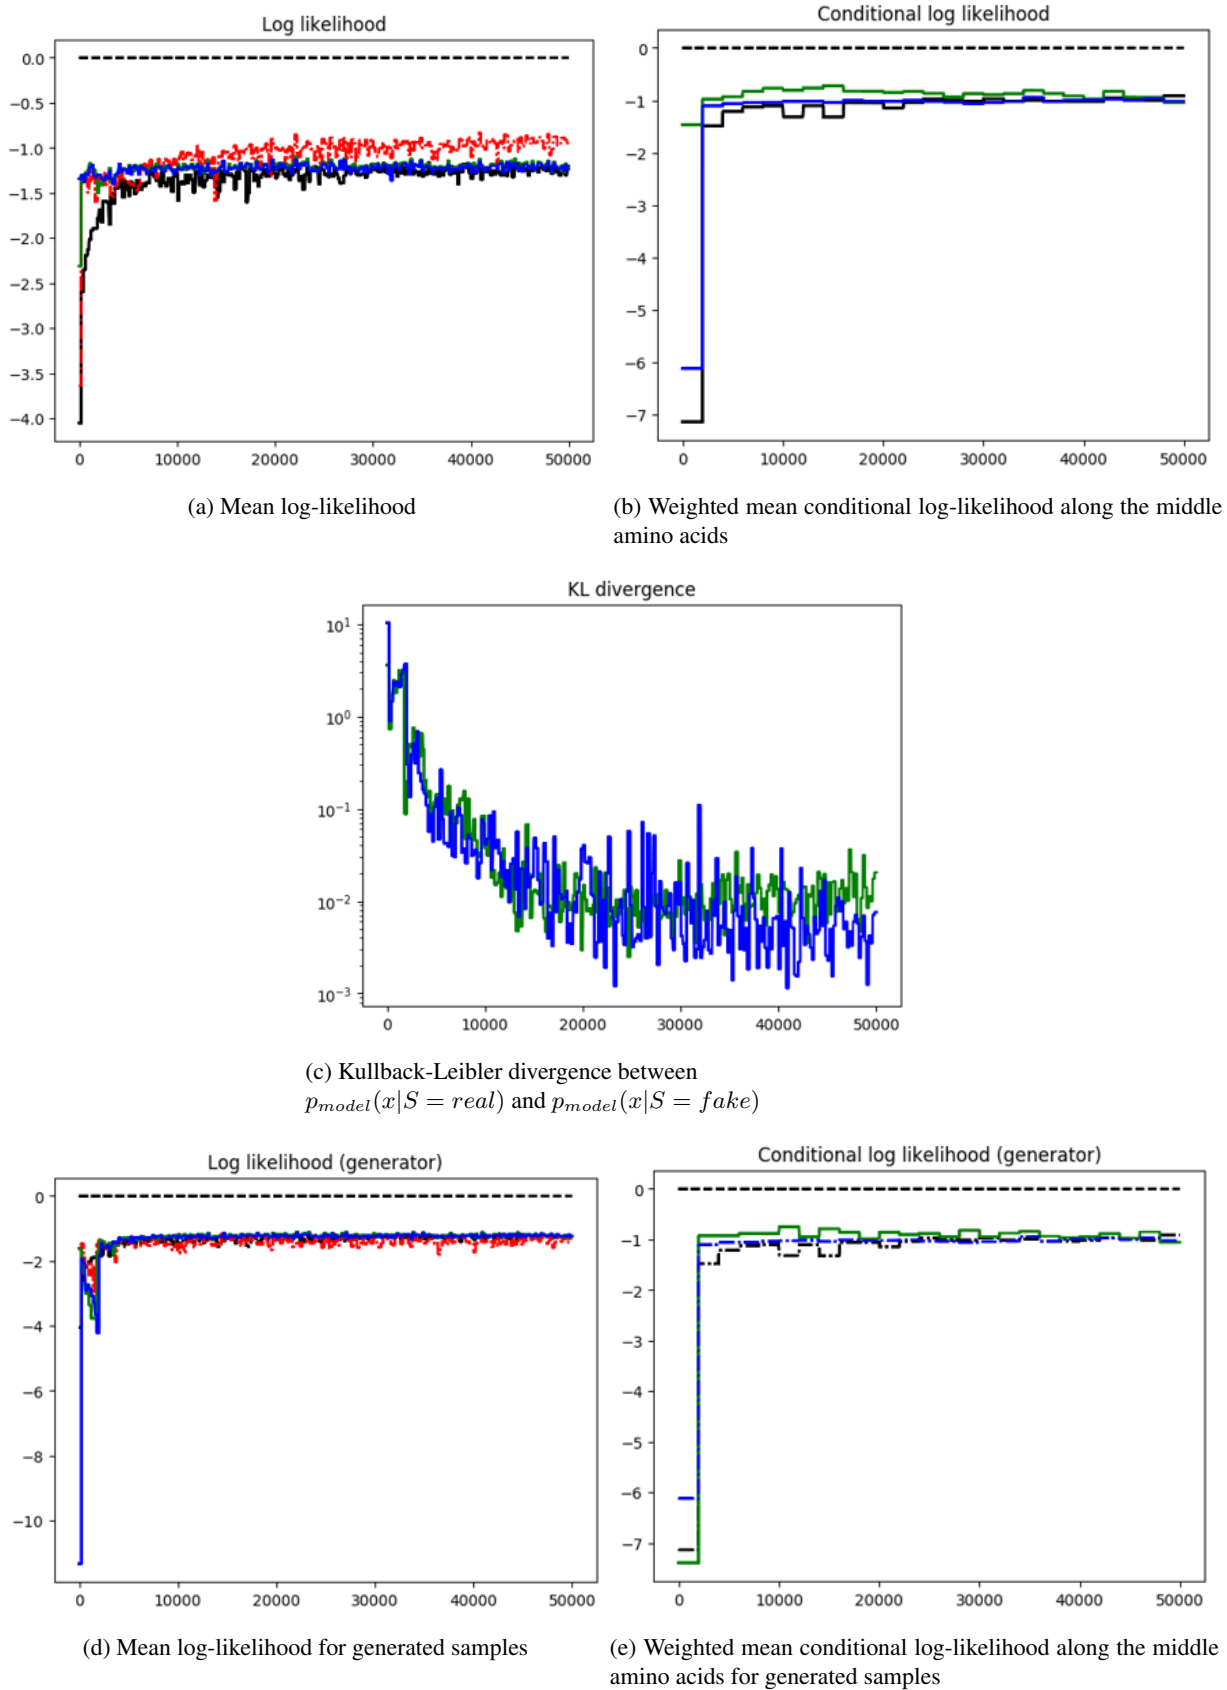 Log likelihood
0.0
−0.5
−1.0
−1.5
−2.0
−2.5
−3.0
−3.5
−4.0
0 10000 20000 30000 40000 50000
(a) Mean log-likelihood
Conditional log likelihood
0
−1
−2
−3
−4
−5
−6
−7
0 10000 20000 30000 40000 50000
(b) Weighted mean conditional log-likelihood along the middle
amino acids
KL divergence
10^1
10^0
10^−1
10^−2
10^−3
0 10000 20000 30000 40000 50000
(c) Kullback-Leibler divergence between
p_{model}(x|S = real) and p_{model}(x|S = fake)
Log likelihood (generator)
0
−2
−4
−6
−8
−10
0 10000 20000 30000 40000 50000
(d) Mean log-likelihood for generated samples
Conditional log likelihood (generator)
0
−1
−2
−3
−4
−5
−6
−7
0 10000 20000 30000 40000 50000
(e) Weighted mean conditional log-likelihood along the middle
amino acids for generated samples